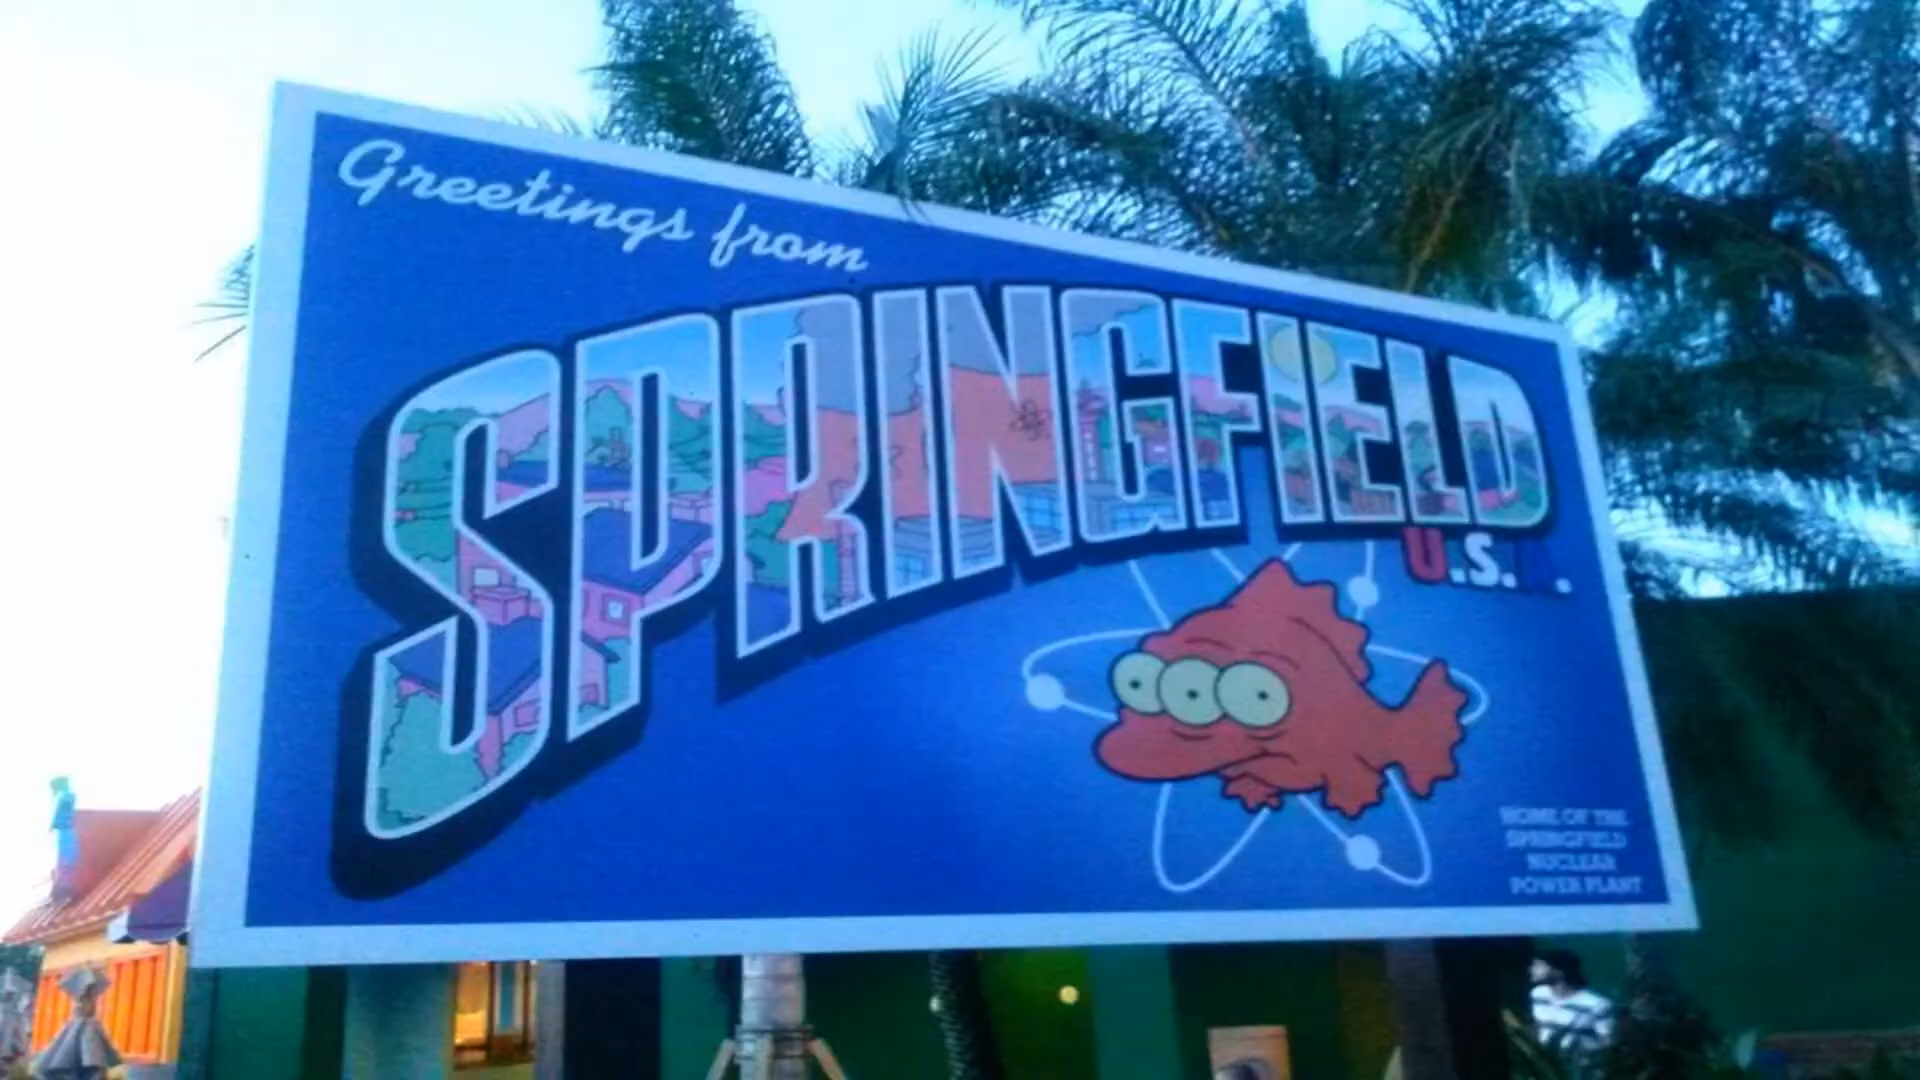 Greetings from
SPRINGFIELD
U.S.A.
HOME OF THE
SPRINGFIELD
NUCLEAR
POWER PLANT